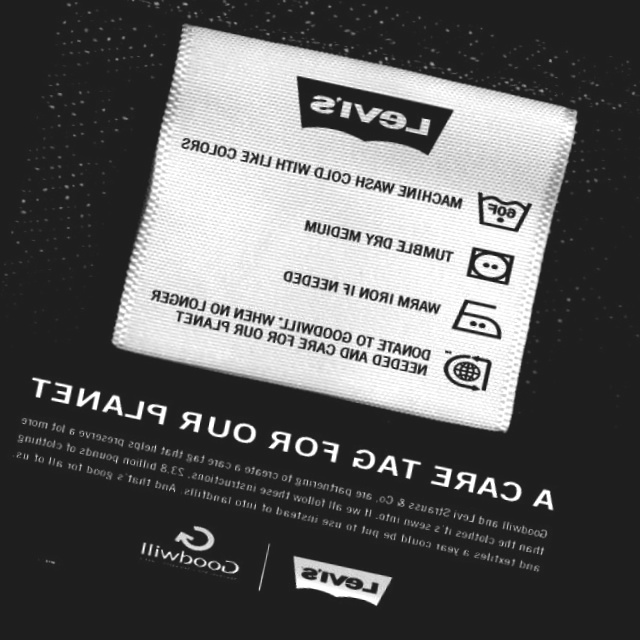 LEVI'S
MACHINE WASH COLD WITH LIKE COLORS
60F
TUMBLE DRY MEDIUM
WARM IRON IF NEEDED
DONATE TO GOODWILL™ WHEN NO LONGER
NEEDED AND CARE FOR OUR PLANET
A CARE TAG FOR OUR PLANET
Goodwill and Levi Strauss & Co. are partnering to create a care tag that helps preserve a lot more
than the clothes it's sewn into. If we all follow these instructions, 23.8 billion pounds of clothing
and textiles a year could be put to use instead of into landfills. And that's good for all of us.
LEVI'S
Goodwill